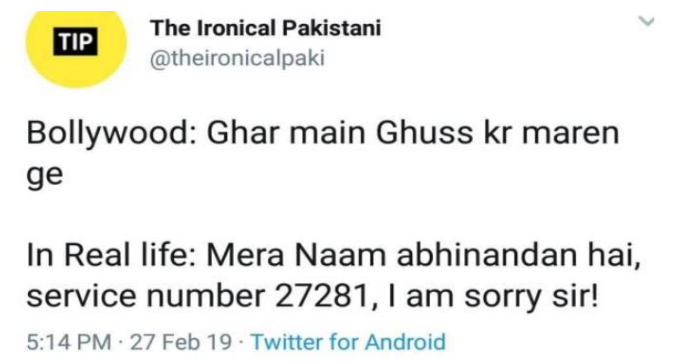 TIP
The Ironical Pakistani
@theironicalpaki
Bollywood: Ghar main Ghuss kr maren
ge
In Real life: Mera Naam abhinandan hai,
service number 27281, I am sorry sir!
5:14 PM · 27 Feb 19 · Twitter for Android